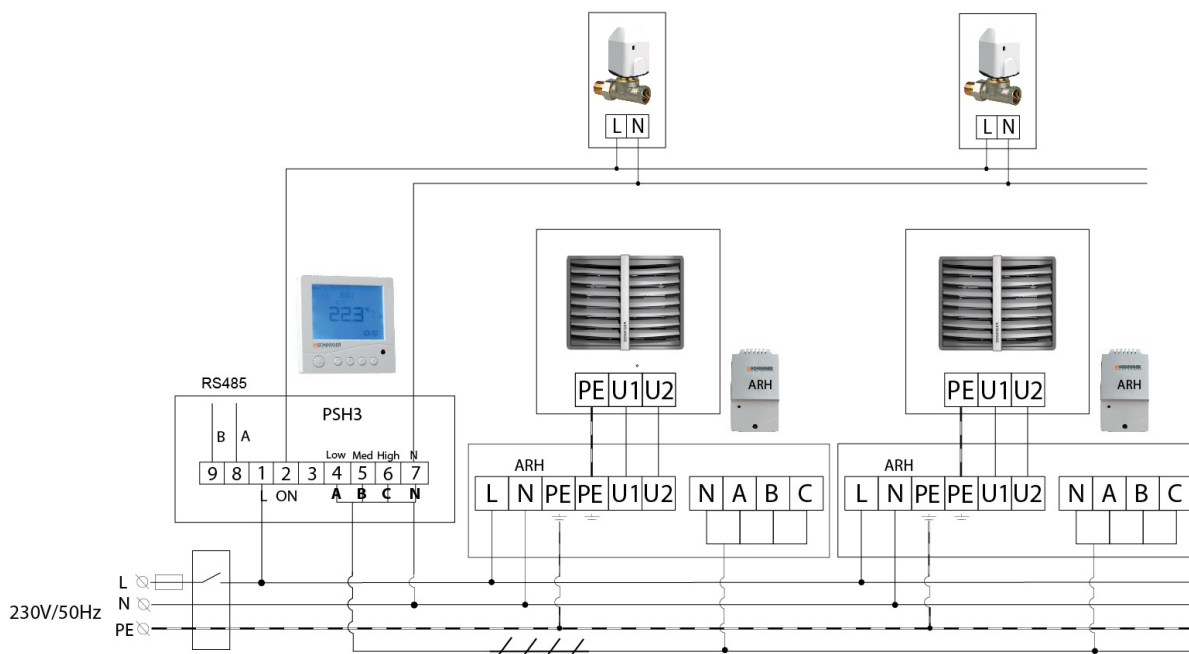 L N
L N
22.3°
SCHWARZER
ARH
ARH
PE U1 U2
PE U1 U2
RS485
B A
PSH3
Low Med High N
9 8 1 2 3 4 5 6 7
L ON A B C N
ARH
L N PE PE U1 U2
N A B C
ARH
L N PE PE U1 U2
N A B C
L
N
230V/50Hz
PE